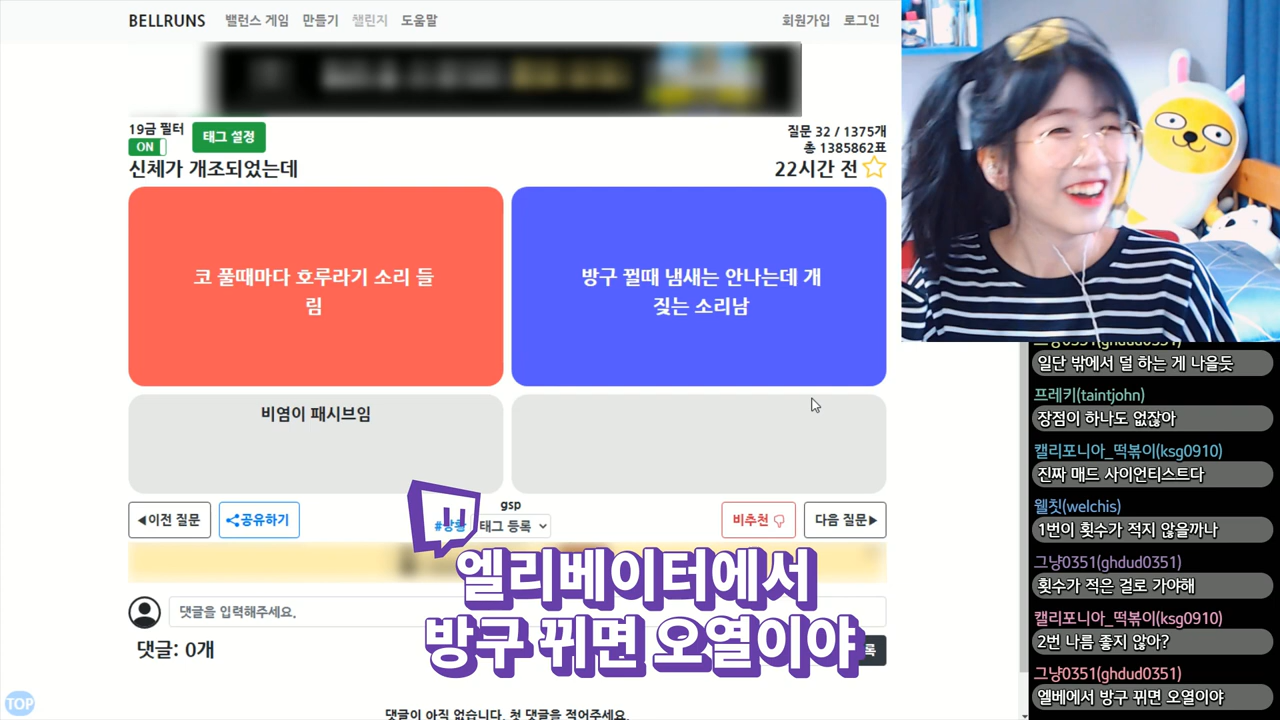 BELLRUNS 밸런스 게임 만들기 챌린지 도움말 회원가입 로그인
19금 필터
ON
태그 설정
질문 32 / 1375개
총 1385862표
신체가 개조되었는데
22시간 전
코 풀때마다 호루라기 소리 들
림
방구 뀔때 냄새는 안나는데 개
짖는 소리남
비염이 패시브임
◀이전 질문
공유하기
gsp
태그 등록
비추천
다음 질문▶
엘리베이터에서
방구 뀌면 오열이야
댓글을 입력해주세요.
댓글: 0개
록
TOP
댓글이 아직 없습니다. 첫 댓글을 적어주세요.
그냥0351(ghdud0351)
일단 밖에서 덜 하는 게 나을듯
프레키(taintjohn)
장점이 하나도 없잖아
캘리포니아_떡볶이(ksg0910)
진짜 매드 사이언티스트다
웰칫(welchis)
1번이 횟수가 적지 않을까나
그냥0351(ghdud0351)
횟수가 적은 걸로 가야해
캘리포니아_떡볶이(ksg0910)
2번 나름 좋지 않아?
그냥0351(ghdud0351)
엘베에서 방구 뀌면 오열이야